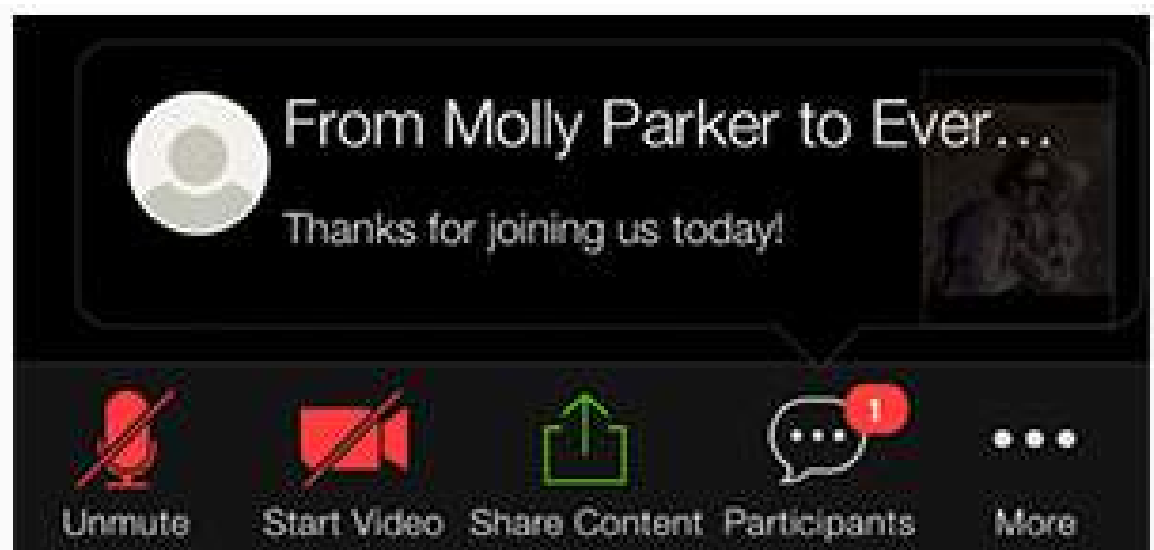 From Molly Parker to Ever...
Thanks for joining us today!
1
Unmute Start Video Share Content Participants More